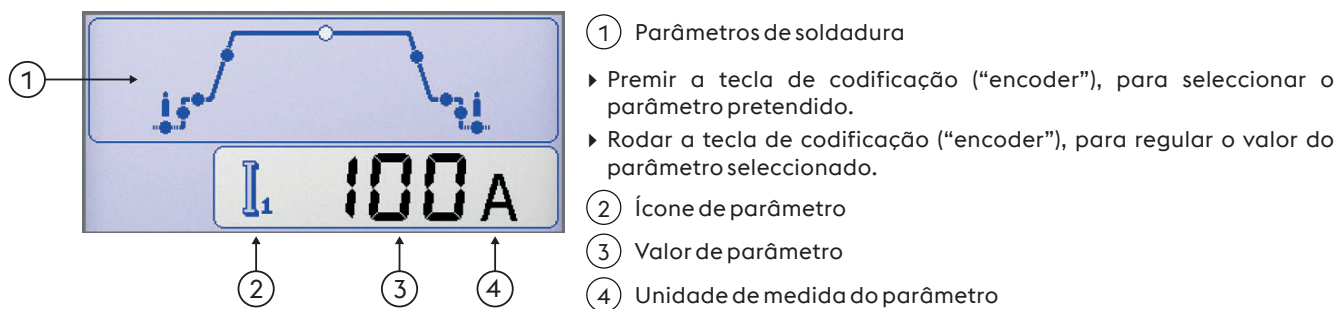 1 Parâmetros de soldadura
1
▸ Premir a tecla de codificação (“encoder”), para seleccionar o
parâmetro pretendido.
▸ Rodar a tecla de codificação (“encoder”), para regular o valor do
parâmetro seleccionado.
I1 100 A
2 Ícone de parâmetro
3 Valor de parâmetro
2 3 4
4 Unidade de medida do parâmetro